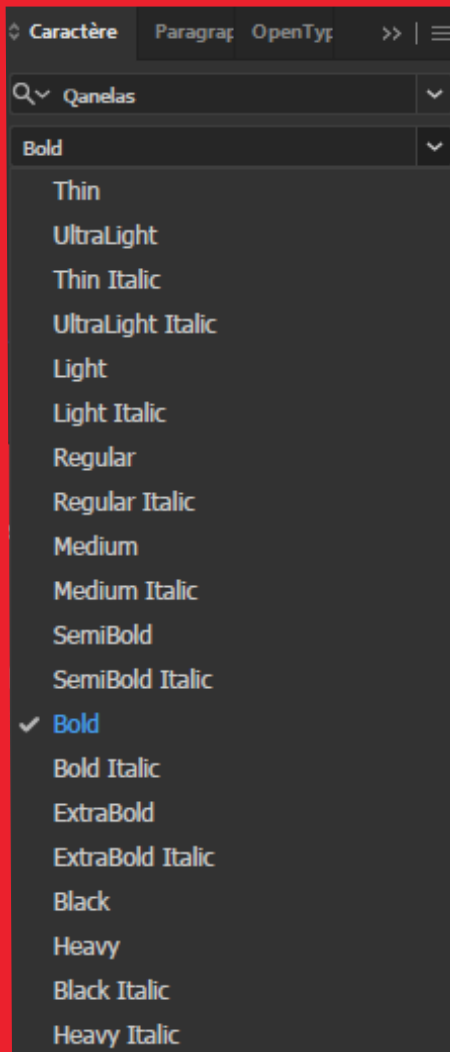 Caractère Paragrap OpenTyp
Qanelas
Bold
Thin
UltraLight
Thin Italic
UltraLight Italic
Light
Light Italic
Regular
Regular Italic
Medium
Medium Italic
SemiBold
SemiBold Italic
Bold
Bold Italic
ExtraBold
ExtraBold Italic
Black
Heavy
Black Italic
Heavy Italic